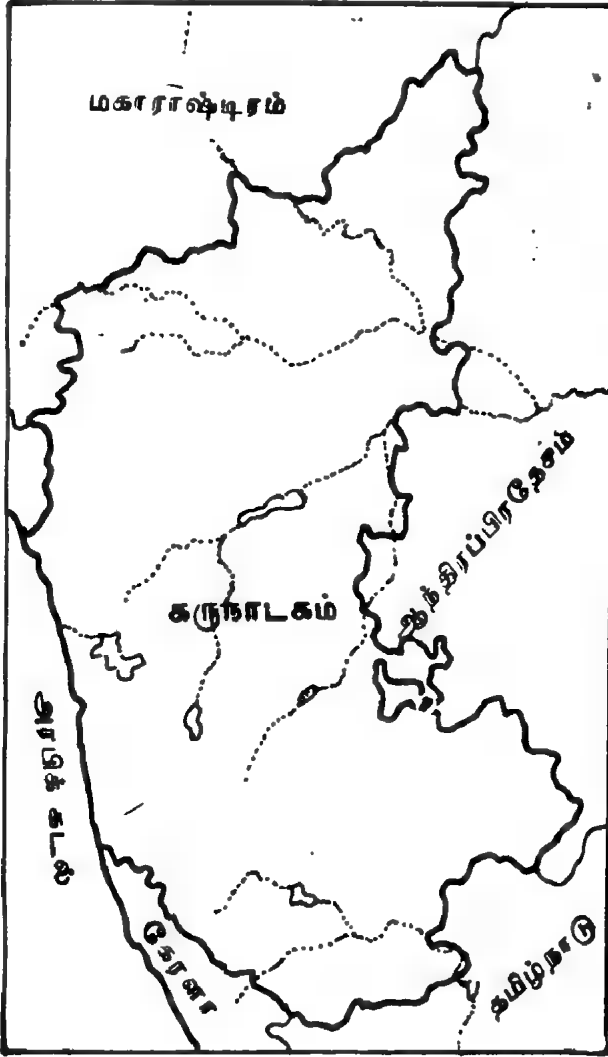 மகாராஷ்டிரம்
ஆந்திரப்பிரதேசம்
கருநாடகம்
அரபிக் கடல்
கேரளா
தமிழ்நாடு